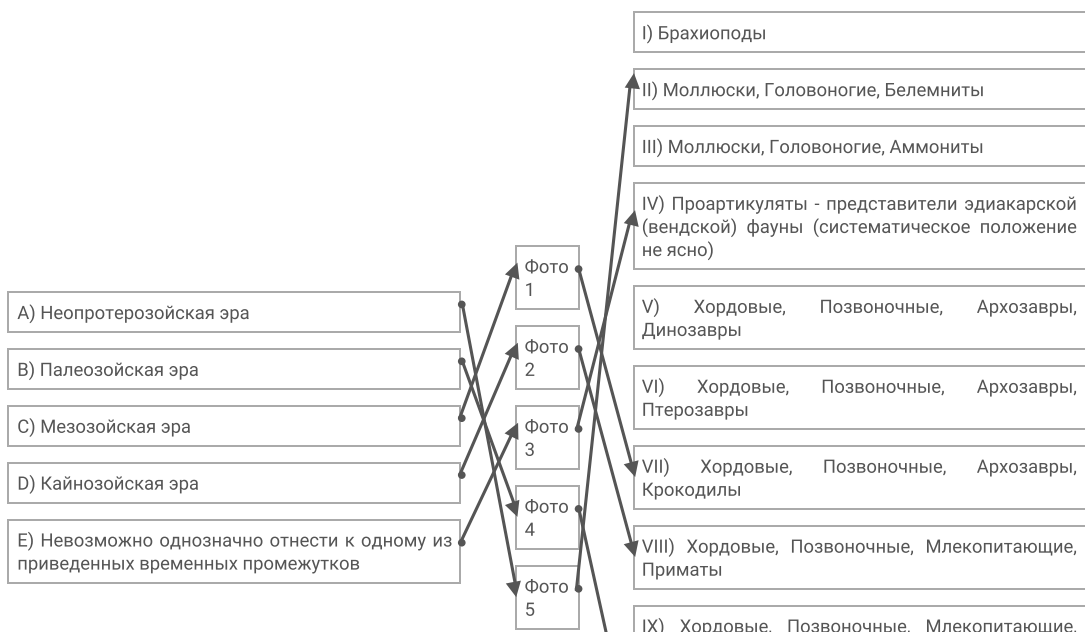 A) Неопротерозойская эра
B) Палеозойская эра
C) Мезозойская эра
D) Кайнозойская эра
E) Невозможно однозначно отнести к одному из
приведенных временных промежутков
Фото
1
Фото
2
Фото
3
Фото
4
Фото
5
I) Брахиоподы
II) Моллюски, Головоногие, Белемниты
III) Моллюски, Головоногие, Аммониты
IV) Проартикуляты - представители эдиакарской
(вендской) фауны (систематическое положение
не ясно)
V) Хордовые, Позвоночные, Архозавры,
Динозавры
VI) Хордовые, Позвоночные, Архозавры,
Птерозавры
VII) Хордовые, Позвоночные, Архозавры,
Крокодилы
VIII) Хордовые, Позвоночные, Млекопитающие,
Приматы
IX) Хордовые, Позвоночные, Млекопитающие,